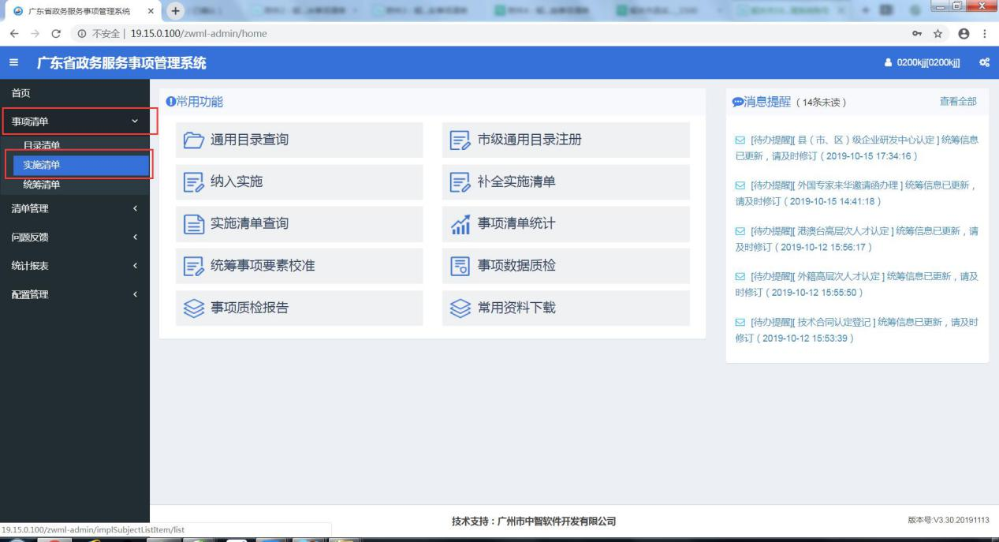 广东省政务服务事项管理系统
不安全 | 19.15.0.100/zwml-admin/home
广东省政务服务事项管理系统
0200kjj[0200kjj]
首页
事项清单
目录清单
实施清单
统筹清单
清单管理
问题反馈
统计报表
配置管理
常用功能
通用目录查询
市级通用目录注册
纳入实施
补全实施清单
实施清单查询
事项清单统计
统筹事项要素校准
事项数据质检
事项质检报告
常用资料下载
消息提醒 ( 14条未读 )
查看全部
[待办提醒][ 县（市、区）级企业研发中心认定 ] 统筹信息
已更新，请及时修订 ( 2019-10-15 17:34:16 )
[待办提醒][ 外国专家来华邀请函办理 ] 统筹信息已更新，
请及时修订 ( 2019-10-15 14:41:18 )
[待办提醒][ 港澳台高层次人才认定 ] 统筹信息已更新，请
及时修订 ( 2019-10-12 15:56:17 )
[待办提醒][ 外籍高层次人才认定 ] 统筹信息已更新，请及
时修订 ( 2019-10-12 15:55:50 )
[待办提醒][ 技术合同认定登记 ] 统筹信息已更新，请及时
修订 ( 2019-10-12 15:53:39 )
技术支持：广州市中智软件开发有限公司
版本号:V3.30.20191113
19.15.0.100/zwml-admin/implSubjectListItem/list